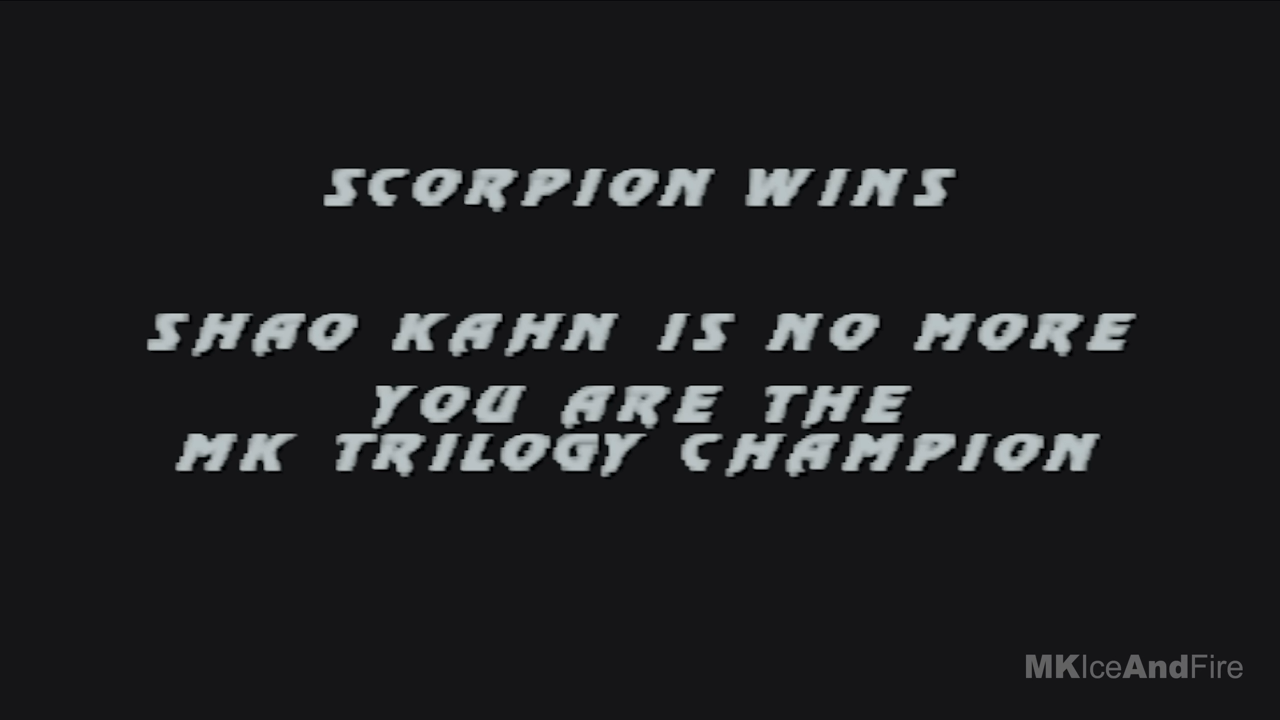 SCORPION WINS
SHAO KAHN IS NO MORE
YOU ARE THE
MK TRILOGY CHAMPION
MKIceAndFire